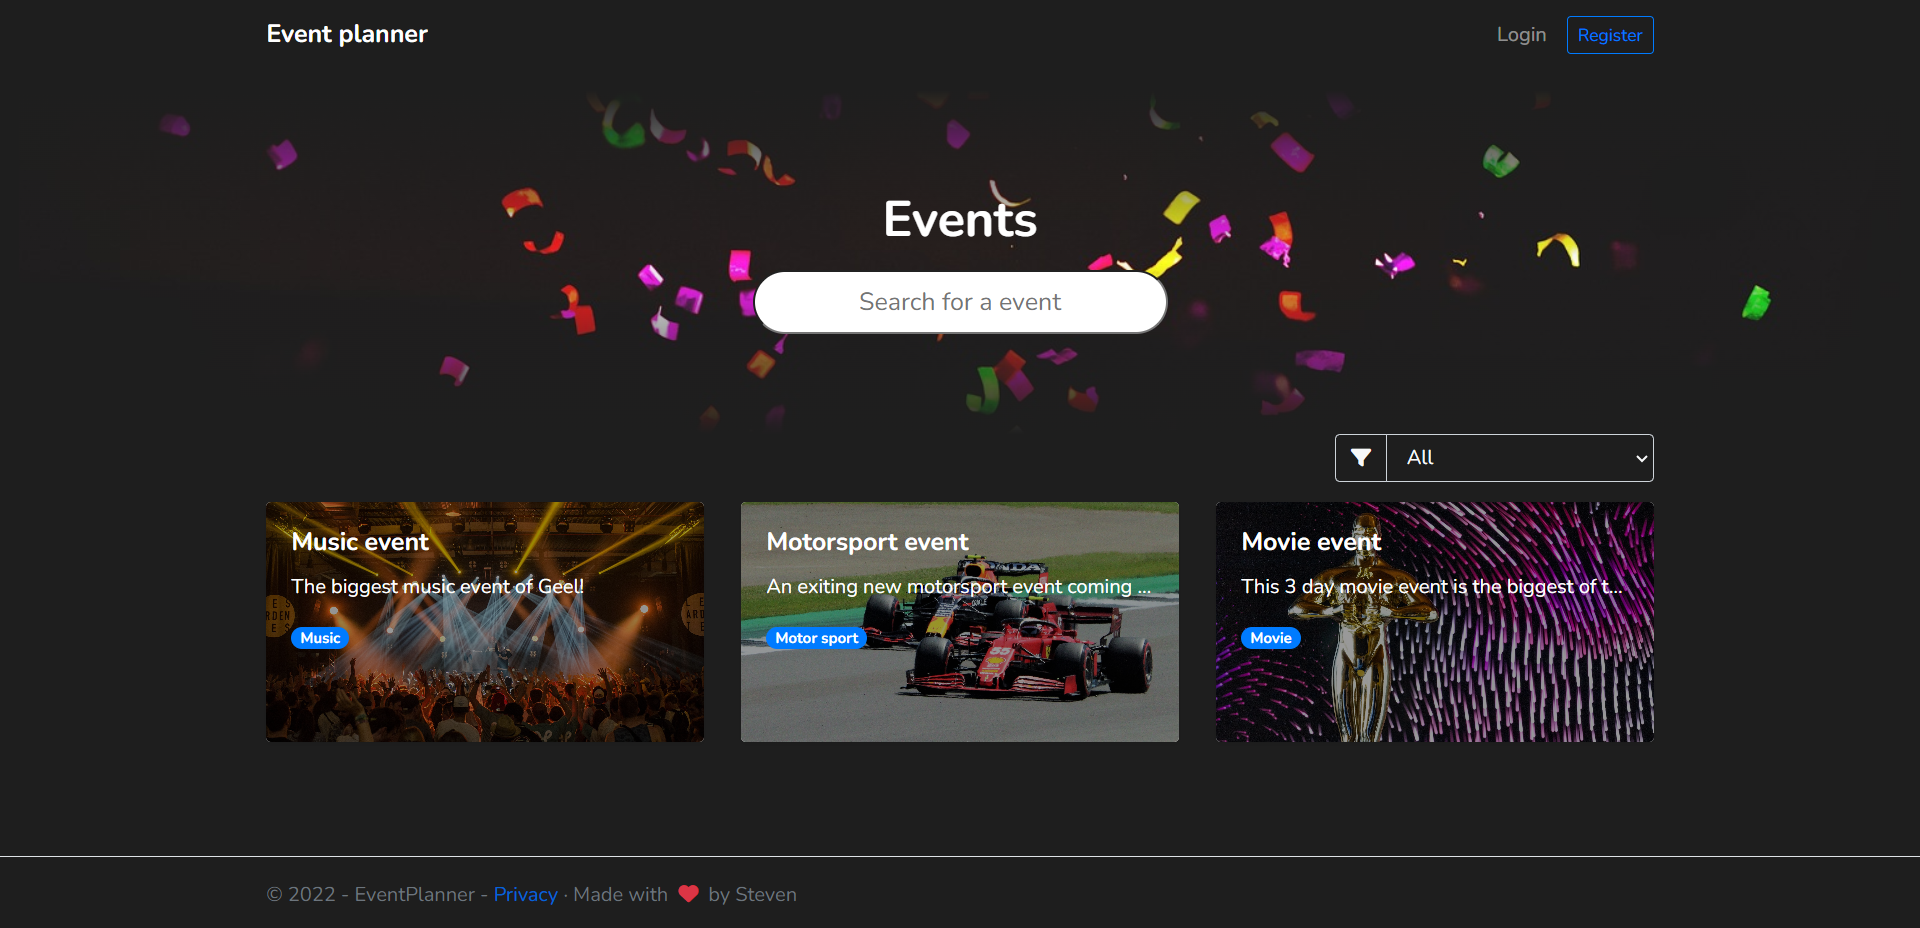 Event planner
Login
Register
Events
Search for a event
All
Music event
The biggest music event of Geel!
Music
Motorsport event
An exiting new motorsport event coming ...
Motor sport
HONDA
55
Movie event
This 3 day movie event is the biggest of t...
Movie
© 2022 - EventPlanner - Privacy · Made with ❤ by Steven